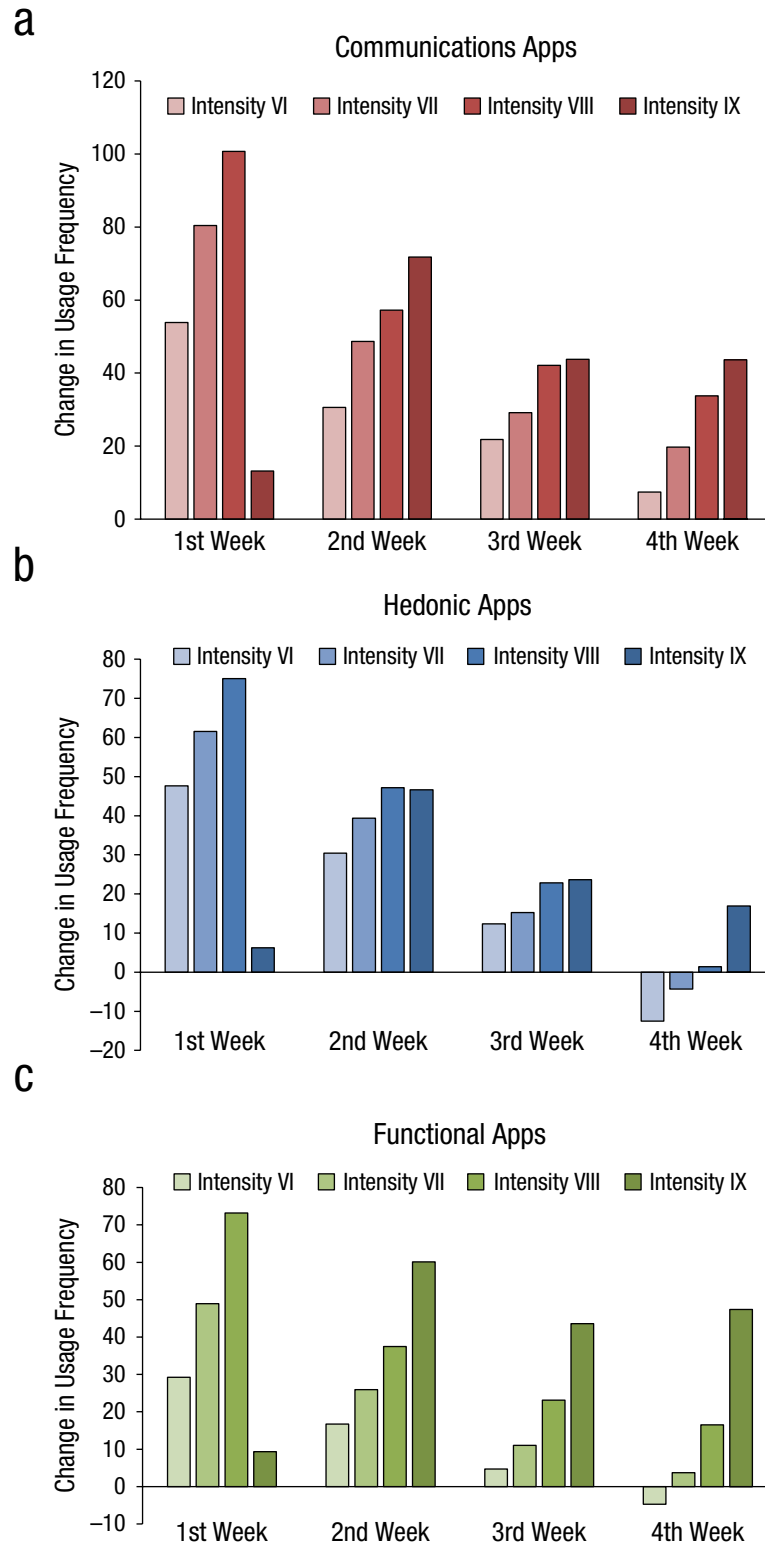 a
Communications Apps
120
Intensity VI Intensity VII Intensity VIII Intensity IX
100
80
60
40
20
0
Change in Usage Frequency
1st Week 2nd Week 3rd Week 4th Week
b
Hedonic Apps
80
Intensity VI Intensity VII Intensity VIII Intensity IX
70
60
50
40
30
20
10
0
–10
–20
Change in Usage Frequency
1st Week 2nd Week 3rd Week 4th Week
c
Functional Apps
80
Intensity VI Intensity VII Intensity VIII Intensity IX
70
60
50
40
30
20
10
0
–10
Change in Usage Frequency
1st Week 2nd Week 3rd Week 4th Week